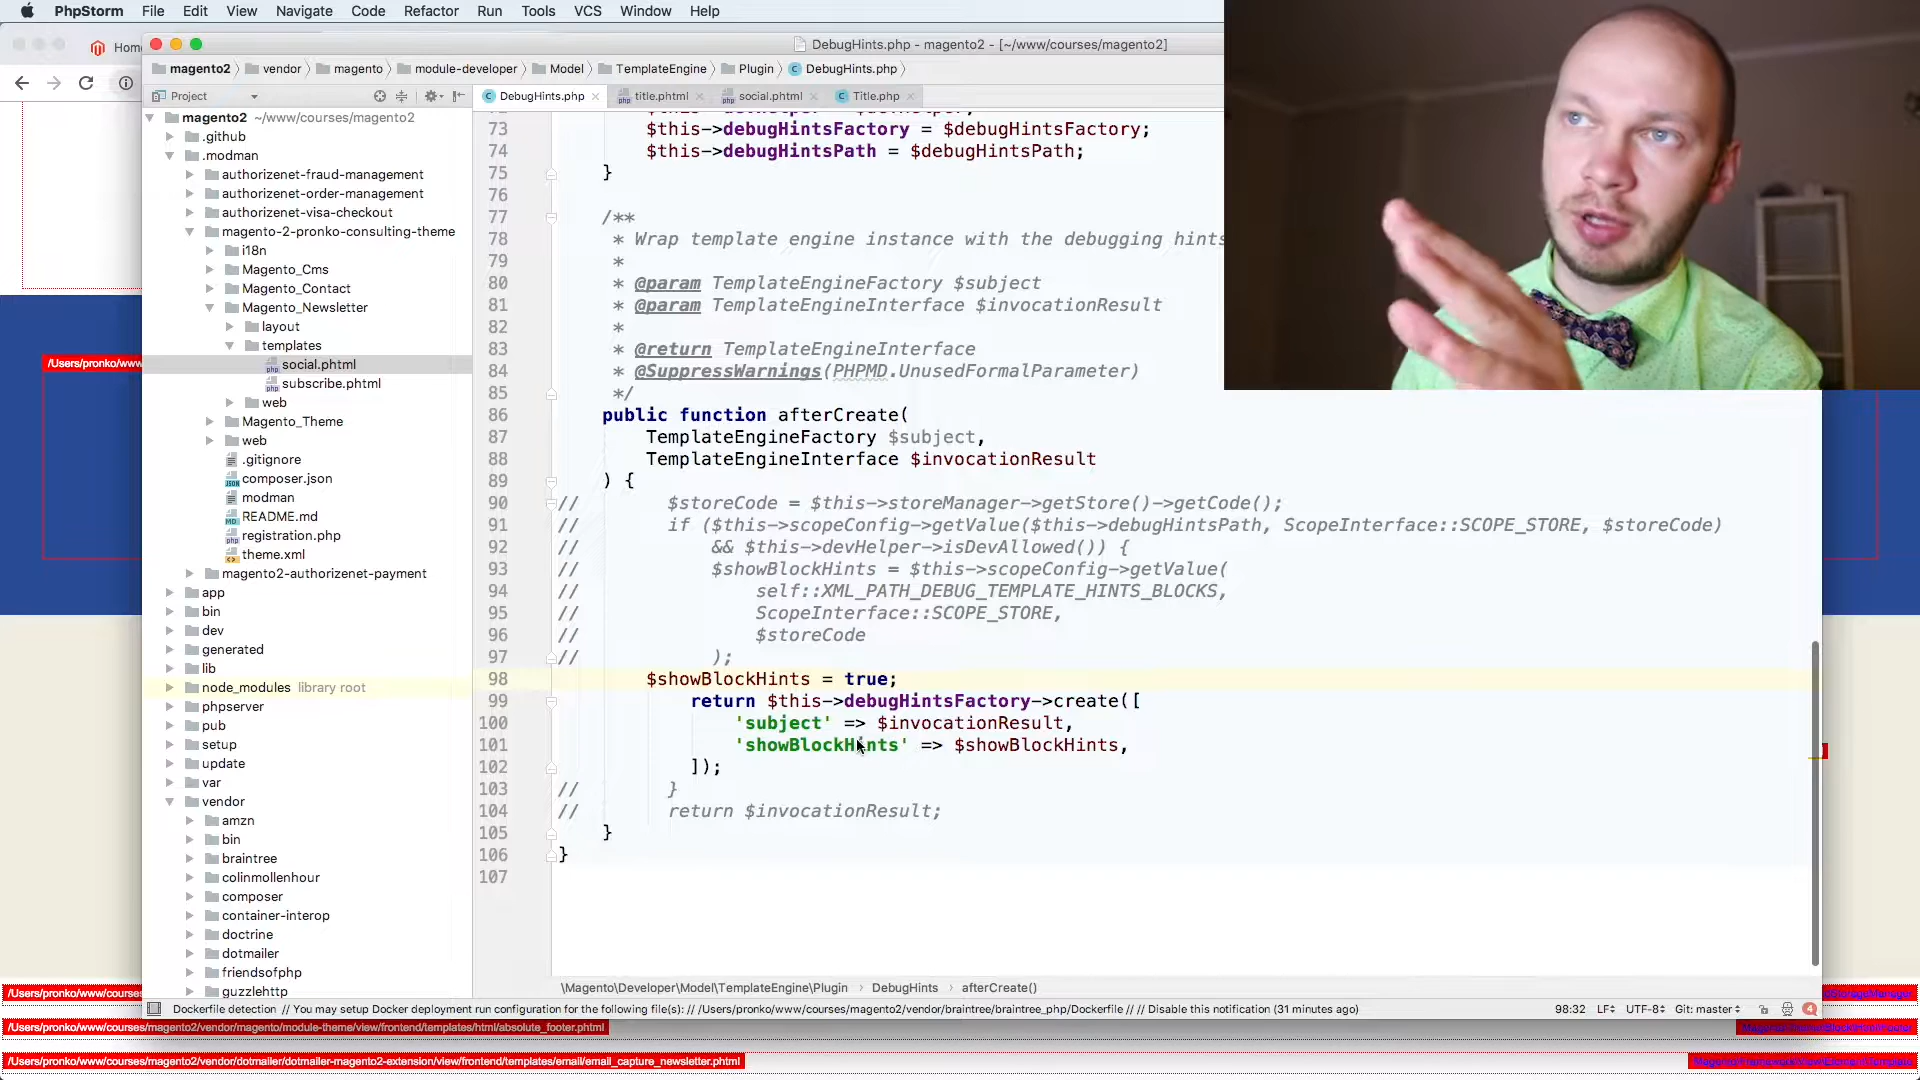 PhpStorm File Edit View Navigate Code Refactor Run Tools VCS Window Help
Hom
DebugHints.php - magento2 - [~/www/courses/magento2]
magento2 vendor magento module-developer Model TemplateEngine Plugin DebugHints.php
Project
DebugHints.php title.phtml social.phtml Title.php
magento2 ~/www/courses/magento2
.github
.modman
authorizenet-fraud-management
authorizenet-order-management
authorizenet-visa-checkout
magento-2-pronko-consulting-theme
i18n
Magento_Cms
Magento_Contact
Magento_Newsletter
layout
templates
social.phtml
subscribe.phtml
web
Magento_Theme
web
.gitignore
composer.json
modman
README.md
registration.php
theme.xml
magento2-authorizenet-payment
app
bin
dev
generated
lib
node_modules library root
phpserver
pub
setup
update
var
vendor
amzn
bin
braintree
colinmollenhour
composer
container-interop
doctrine
dotmailer
friendsofphp
guzzlehttp
73 $this->debugHintsFactory = $debugHintsFactory;
74 $this->debugHintsPath = $debugHintsPath;
75 }
76
77 /**
78 * Wrap template engine instance with the debugging hints
79 *
80 * @param TemplateEngineFactory $subject
81 * @param TemplateEngineInterface $invocationResult
82 *
83 * @return TemplateEngineInterface
84 * @SuppressWarnings(PHPMD.UnusedFormalParameter)
85 */
86 public function afterCreate(
87 TemplateEngineFactory $subject,
88 TemplateEngineInterface $invocationResult
89 ) {
90 // $storeCode = $this->storeManager->getStore()->getCode();
91 // if ($this->scopeConfig->getValue($this->debugHintsPath, ScopeInterface::SCOPE_STORE, $storeCode)
92 // && $this->devHelper->isDevAllowed()) {
93 // $showBlockHints = $this->scopeConfig->getValue(
94 // self::XML_PATH_DEBUG_TEMPLATE_HINTS_BLOCKS,
95 // ScopeInterface::SCOPE_STORE,
96 // $storeCode
97 // );
98 $showBlockHints = true;
99 return $this->debugHintsFactory->create([
100 'subject' => $invocationResult,
101 'showBlockHints' => $showBlockHints,
102 ]);
103 // }
104 // return $invocationResult;
105 }
106 }
107
\Magento\Developer\Model\TemplateEngine\Plugin DebugHints afterCreate()
Dockerfile detection // You may setup Docker deployment run configuration for the following file(s): // /Users/pronko/www/courses/magento2/vendor/braintree/braintree_php/Dockerfile // // Disable this notification (31 minutes ago) 98:32 LF UTF-8 Git: master 4
/Users/pronko/www
/Users/pronko/www/courses
/Users/pronko/www/courses/magento2/vendor/magento/module-theme/view/frontend/templates/html/absolute_footer.phtml
/Users/pronko/www/courses/magento2/vendor/dotmailer/dotmailer-magento2-extension/view/frontend/templates/email/email_capture_newsletter.phtml